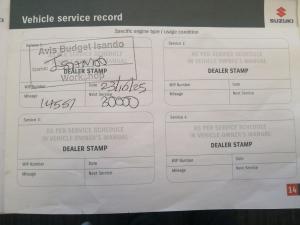 Vehicle service record
SUZUKI
Specific engine type / usage condition
Service 2:
Avis Budget Isando
DEALER STAMP
Workshop
WIP Number
Date
23/10/25
Mileage
Next Service
14551
30000
AS PER SERVICE SCHEDULE
IN VEHICLE OWNER'S MANUAL
DEALER STAMP
WIP Number
Date
Mileage
Next Service
Service 3:
Service 4:
AS PER SERVICE SCHEDULE
IN VEHICLE OWNER'S MANUAL
DEALER STAMP
WIP Number
Date
Mileage
Next Service
AS PER SERVICE SCHEDULE
IN VEHICLE OWNER'S MANUAL
DEALER STAMP
WIP Number
Date
Mileage
Next Service
14